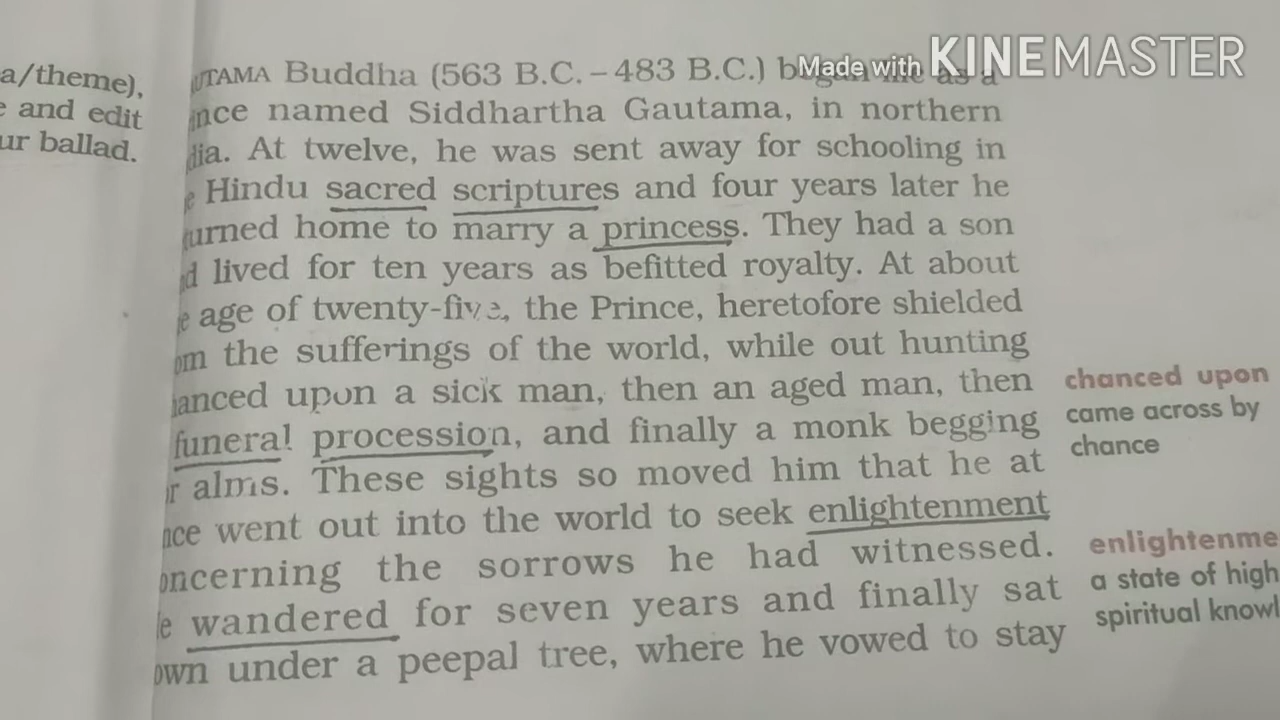 a/theme),
and edit
ur ballad.
UTAMA Buddha (563 B.C. – 483 B.C.) as a
nce named Siddhartha Gautama, in northern
dia. At twelve, he was sent away for schooling in
e Hindu sacred scriptures and four years later he
urned home to marry a princess. They had a son
d lived for ten years as befitted royalty. At about
e age of twenty-five, the Prince, heretofore shielded
om the sufferings of the world, while out hunting
anced upon a sick man, then an aged man, then
funeral! procession, and finally a monk begging
r alms. These sights so moved him that he at
nce went out into the world to seek enlightenment
oncerning the sorrows he had witnessed.
e wandered for seven years and finally sat
own under a peepal tree, where he vowed to stay
chanced upon
came across by
chance
enlightenme
a state of high
spiritual knowl
Made with KINEMASTER